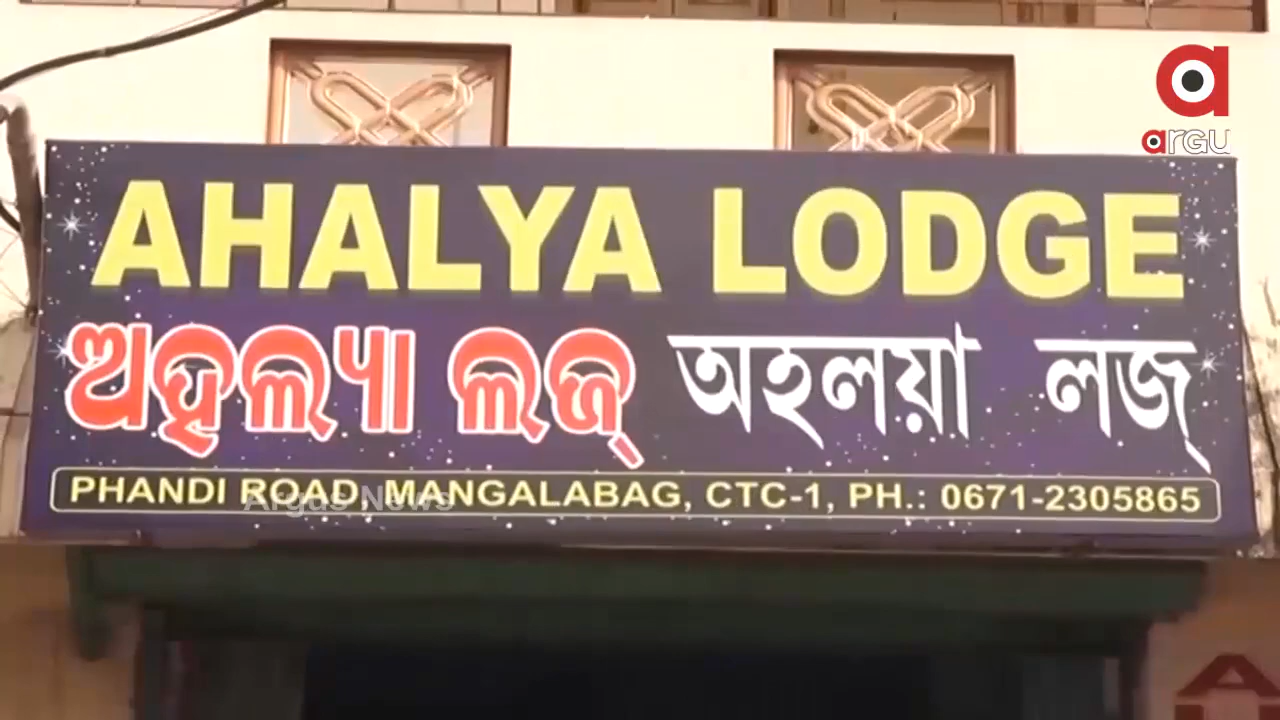 argu
AHALYA LODGE
ଅହଲ୍ୟା ଲଜ୍ অহলয়া লজ্
PHANDI ROAD, MANGALABAG, CTC-1, PH.: 0671-2305865
Argus News